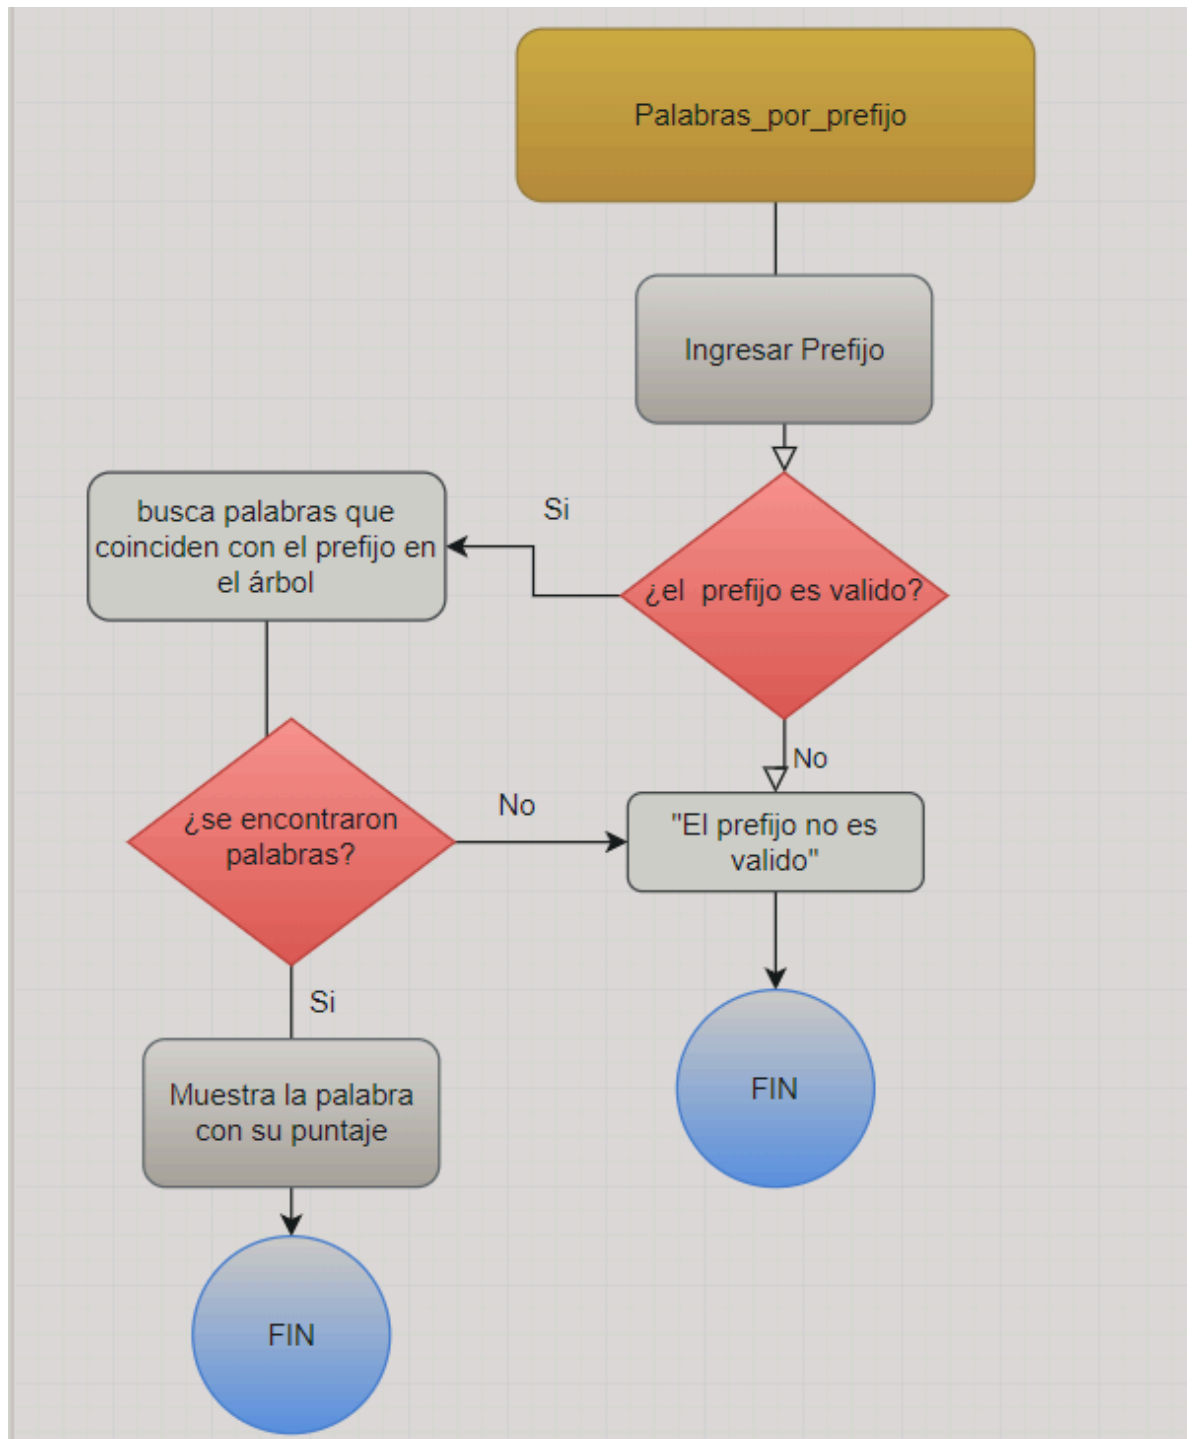 Palabras_por_prefijo
Ingresar Prefijo
¿el  prefijo es valido?
Si
busca palabras que
coinciden con el prefijo en
el árbol
No
"El prefijo no es
valido"
¿se encontraron
palabras?
No
Si
Muestra la palabra
con su puntaje
FIN
FIN